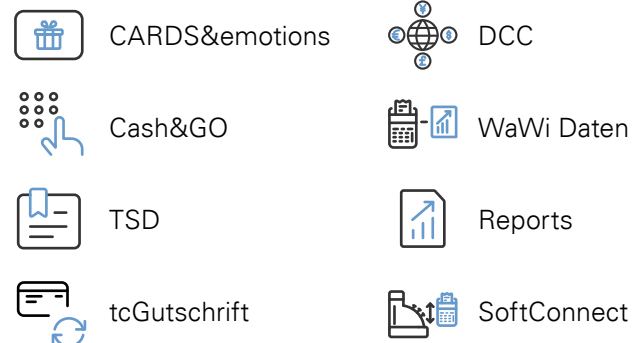 CARDS&emotions
DCC
Cash&GO
WaWi Daten
TSD
Reports
tcGutschrift
SoftConnect